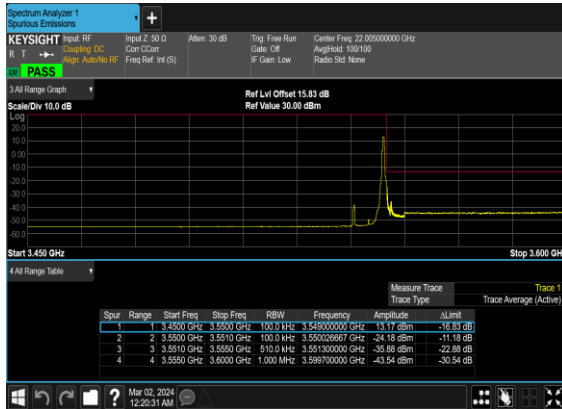 Spectrum Analyzer 1
Spurious Emissions
KEYSIGHT
R T
Input: RF
Coupling: DC
Align: Auto/No RF
Input Z: 50 Ω
Corr CCorr
Freq Ref: Int (S)
Atten: 30 dB
Trig: Free Run
Gate: Off
IF Gain: Low
Center Freq: 22.005000000 GHz
Avg|Hold: 100/100
Radio Std: None
PASS
3 All Range Graph
Scale/Div 10.0 dB
Ref Lvl Offset 15.83 dB
Ref Value 30.00 dBm
Log
20.0
10.0
0.00
-10.0
-20.0
-30.0
-40.0
-50.0
-60.0
Start 3.450 GHz
Stop 3.600 GH
4 All Range Table
Measure Trace Trace 1
Trace Type Trace Average (Active)
Spur Range Start Freq Stop Freq RBW Frequency Amplitude ΔLimit
1 1 3.4500 GHz 3.5500 GHz 100.0 kHz 3.549000000 GHz 13.17 dBm -16.83 dB
2 2 3.5500 GHz 3.5510 GHz 100.0 kHz 3.550026667 GHz -24.18 dBm -11.18 dB
3 3 3.5510 GHz 3.5550 GHz 510.0 kHz 3.551300000 GHz -35.88 dBm -22.88 dB
4 4 3.5550 GHz 3.6000 GHz 1.000 MHz 3.599700000 GHz -43.54 dBm -30.54 dB
?
Mar 02, 2024
12:20:31 AM